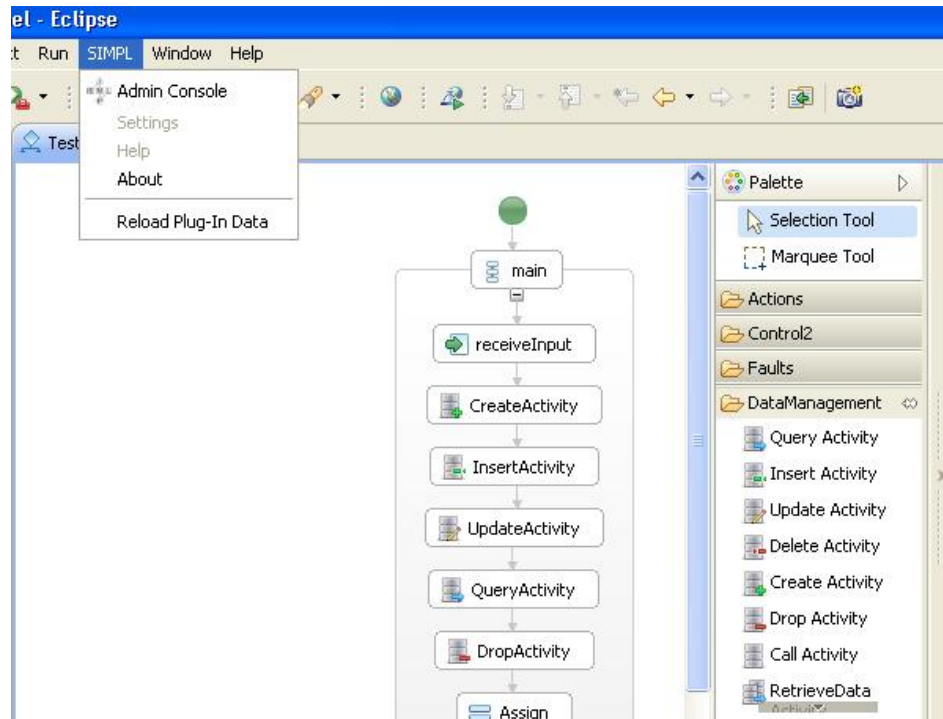 el - Eclipse
ct Run SIMPL Window Help
Admin Console
Settings
Help
About
Reload Plug-In Data
Test
Palette
Selection Tool
Marquee Tool
Actions
Control2
Faults
DataManagement
Query Activity
Insert Activity
Update Activity
Delete Activity
Create Activity
Drop Activity
Call Activity
RetrieveData
Activity
main
receiveInput
CreateActivity
InsertActivity
UpdateActivity
QueryActivity
DropActivity
Assign